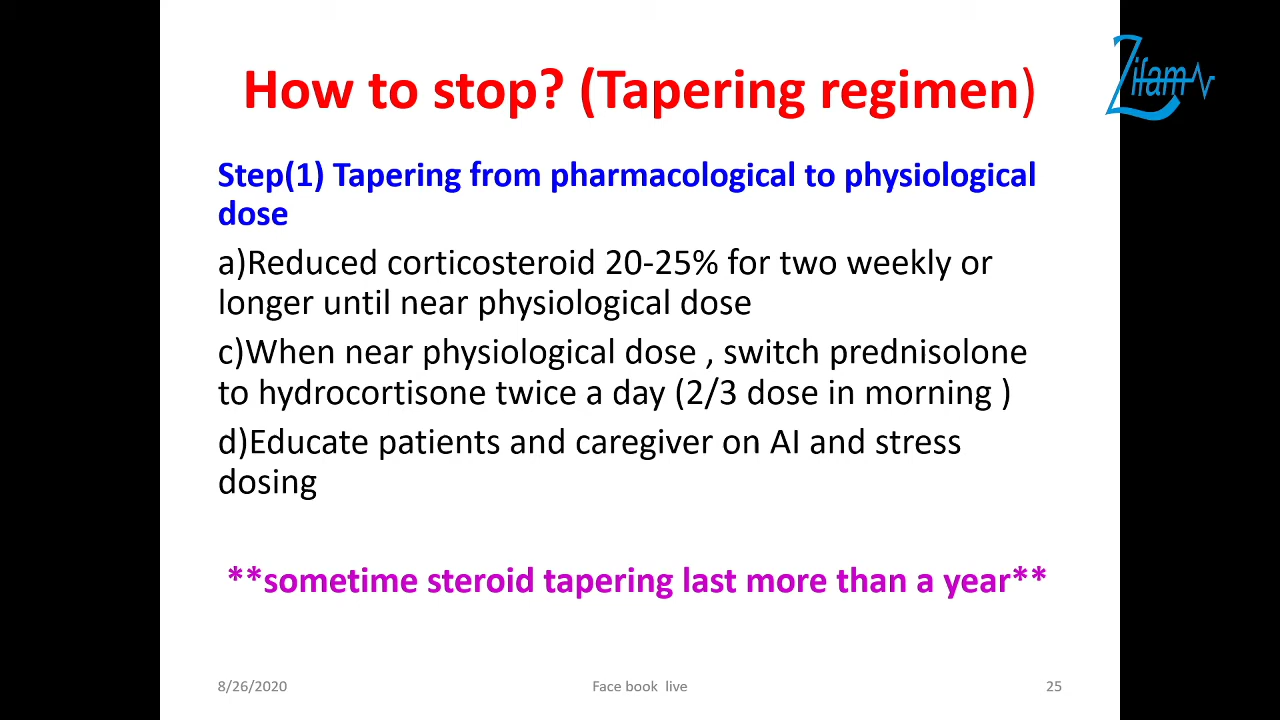 Zifam
How to stop? (Tapering regimen)
Step(1) Tapering from pharmacological to physiological
dose
a)Reduced corticosteroid 20-25% for two weekly or
longer until near physiological dose
c)When near physiological dose , switch prednisolone
to hydrocortisone twice a day (2/3 dose in morning )
d)Educate patients and caregiver on AI and stress
dosing
**sometime steroid tapering last more than a year**
8/26/2020
Face book live
25